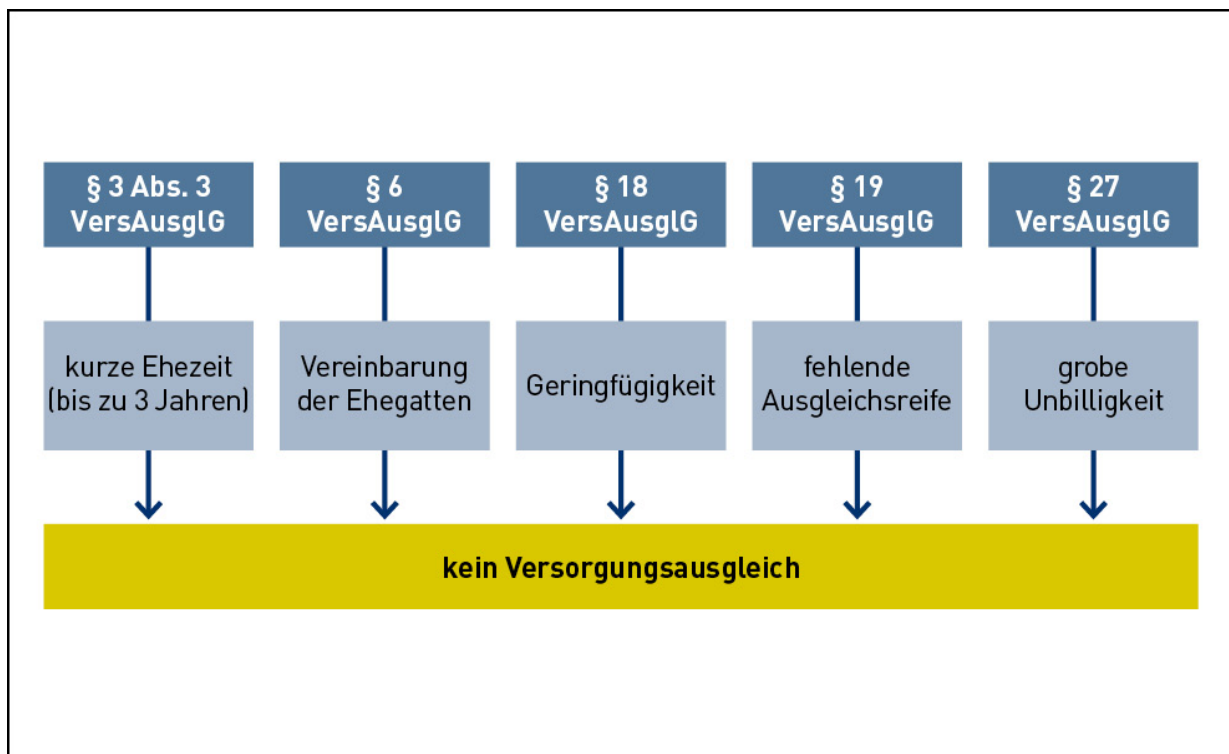 § 3 Abs. 3
VersAusglG
§ 6
VersAusglG
§ 18
VersAusglG
§ 19
VersAusglG
§ 27
VersAusglG
kurze Ehezeit
(bis zu 3 Jahren)
Vereinbarung
der Ehegatten
Geringfügigkeit
fehlende
Ausgleichsreife
grobe
Unbilligkeit
kein Versorgungsausgleich